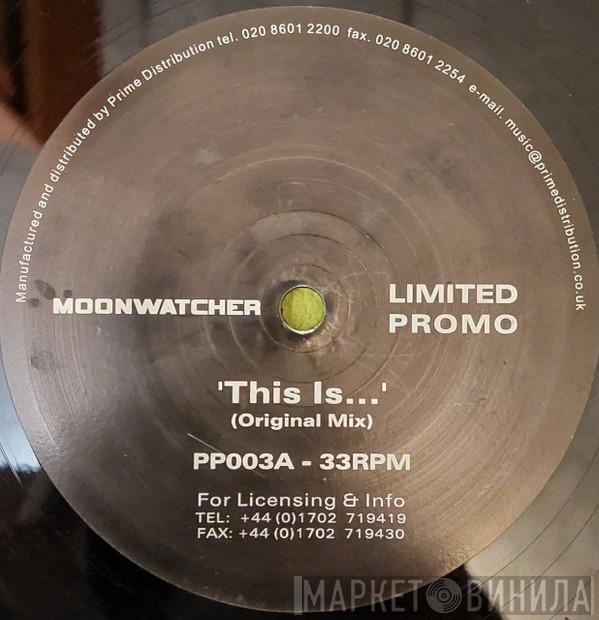 Manufactured and distributed by Prime Distribution tel. 020 8601 2200 fax. 020 8601 2254 e-mail. music@primedistribution.co.uk
MOONWATCHER
LIMITED
PROMO
'This Is...'
(Original Mix)
PP003A - 33RPM
For Licensing & Info
TEL: +44 (0)1702 719419
FAX: +44 (0)1702 719430
МАРКЕТ ВИНИЛА